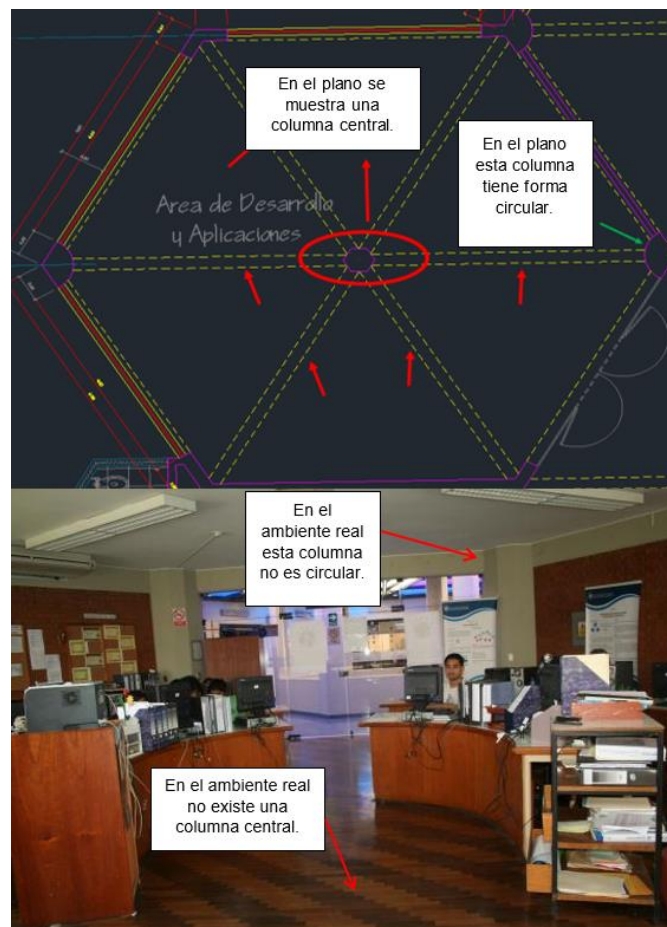 En el plano se
muestra una
columna central.
En el plano
esta columna
tiene forma
circular.
Area de Desarrollo
y Aplicaciones
En el
ambiente real
esta columna
no es circular.
En el ambiente real
no existe una
columna central.